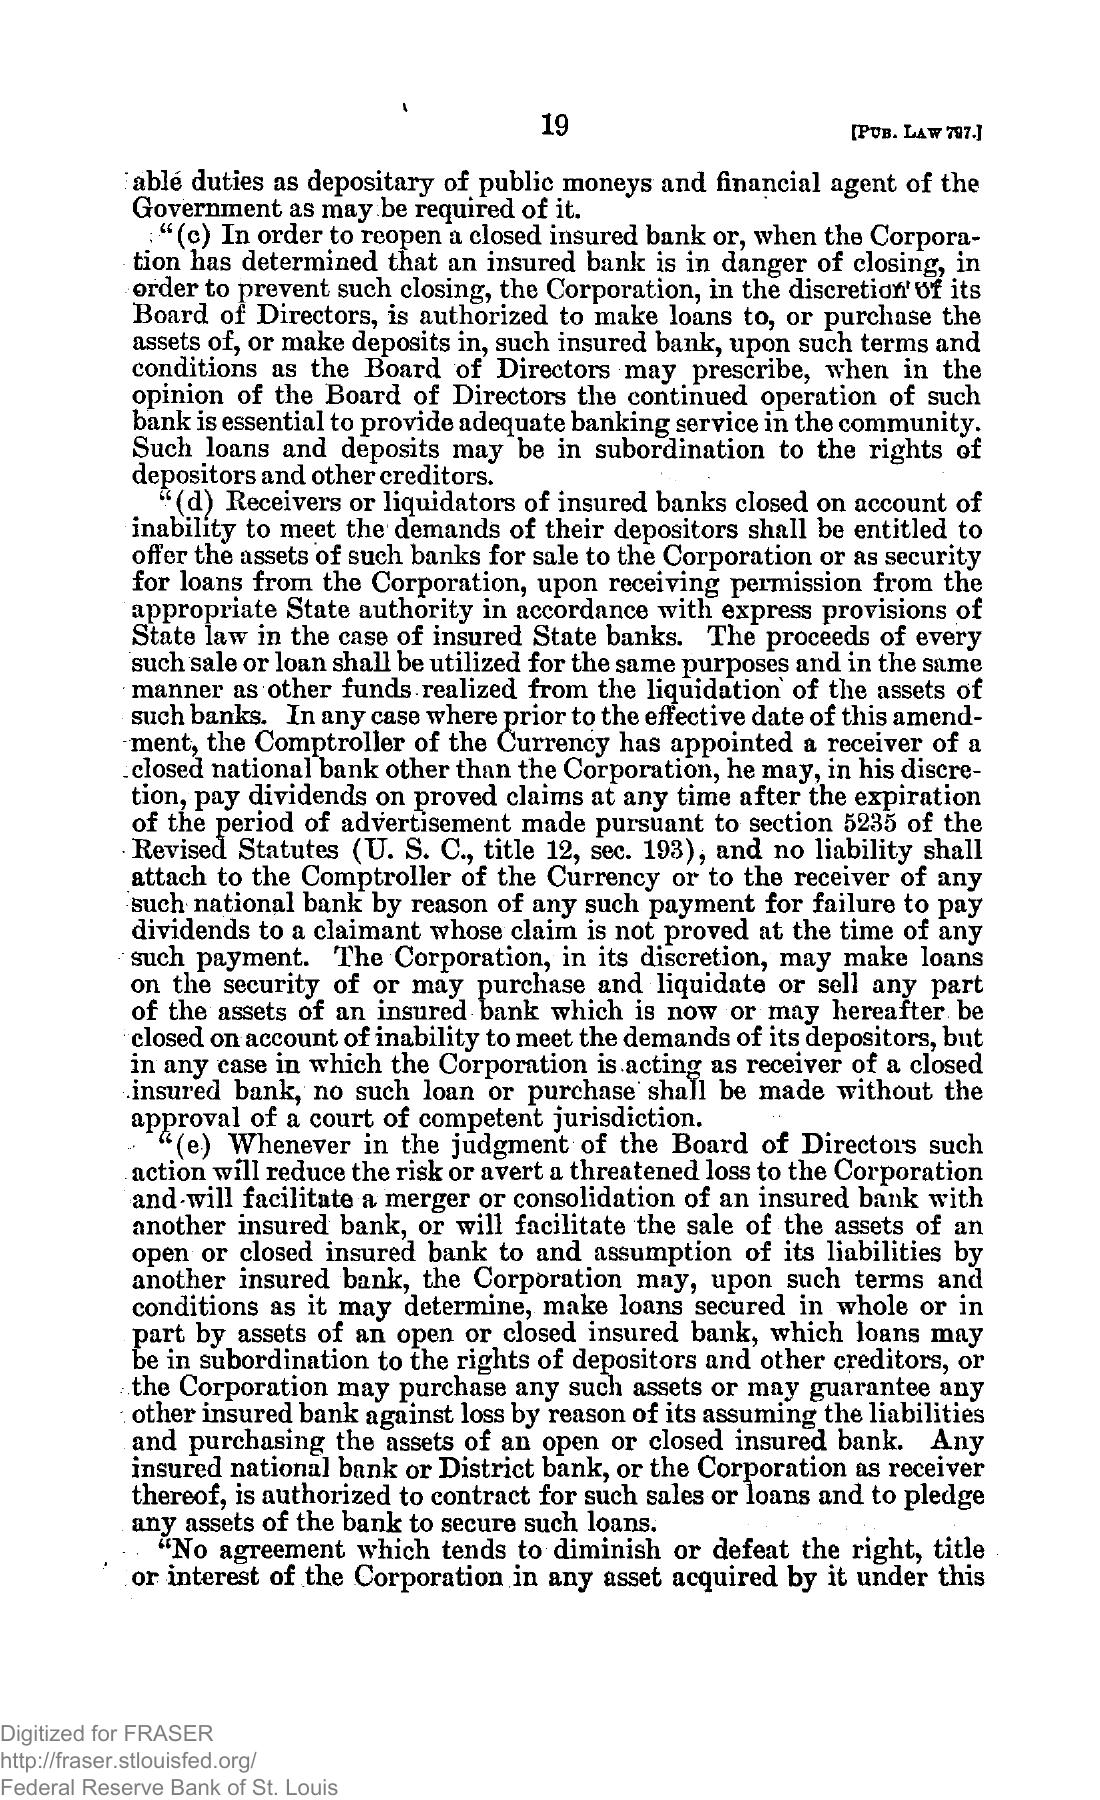 19
[PUB. LAW 797.]
able duties as depositary of public moneys and financial agent of the
Government as may be required of it.
"(c) In order to reopen a closed insured bank or, when the Corpora-
tion has determined that an insured bank is in danger of closing, in
order to prevent such closing, the Corporation, in the discretion of its
Board of Directors, is authorized to make loans to, or purchase the
assets of, or make deposits in, such insured bank, upon such terms and
conditions as the Board of Directors may prescribe, when in the
opinion of the Board of Directors the continued operation of such
bank is essential to provide adequate banking service in the community.
Such loans and deposits may be in subordination to the rights of
depositors and other creditors.
"(d) Receivers or liquidators of insured banks closed on account of
inability to meet the demands of their depositors shall be entitled to
offer the assets of such banks for sale to the Corporation or as security
for loans from the Corporation, upon receiving permission from the
appropriate State authority in accordance with express provisions of
State law in the case of insured State banks. The proceeds of every
such sale or loan shall be utilized for the same purposes and in the same
manner as other funds realized from the liquidation of the assets of
such banks. In any case where prior to the effective date of this amend-
ment, the Comptroller of the Currency has appointed a receiver of a
closed national bank other than the Corporation, he may, in his discre-
tion, pay dividends on proved claims at any time after the expiration
of the period of advertisement made pursuant to section 5235 of the
Revised Statutes (U. S. C., title 12, sec. 193), and no liability shall
attach to the Comptroller of the Currency or to the receiver of any
such national bank by reason of any such payment for failure to pay
dividends to a claimant whose claim is not proved at the time of any
such payment. The Corporation, in its discretion, may make loans
on the security of or may purchase and liquidate or sell any part
of the assets of an insured bank which is now or may hereafter be
closed on account of inability to meet the demands of its depositors, but
in any case in which the Corporation is acting as receiver of a closed
insured bank, no such loan or purchase shall be made without the
approval of a court of competent jurisdiction.
"(e) Whenever in the judgment of the Board of Directors such
action will reduce the risk or avert a threatened loss to the Corporation
and will facilitate a merger or consolidation of an insured bank with
another insured bank, or will facilitate the sale of the assets of an
open or closed insured bank to and assumption of its liabilities by
another insured bank, the Corporation may, upon such terms and
conditions as it may determine, make loans secured in whole or in
part by assets of an open or closed insured bank, which loans may
be in subordination to the rights of depositors and other creditors, or
the Corporation may purchase any such assets or may guarantee any
other insured bank against loss by reason of its assuming the liabilities
and purchasing the assets of an open or closed insured bank. Any
insured national bank or District bank, or the Corporation as receiver
thereof, is authorized to contract for such sales or loans and to pledge
any assets of the bank to secure such loans.
"No agreement which tends to diminish or defeat the right, title
or interest of the Corporation in any asset acquired by it under this
Digitized for FRASER
http://fraser.stlouisfed.org/
Federal Reserve Bank of St. Louis